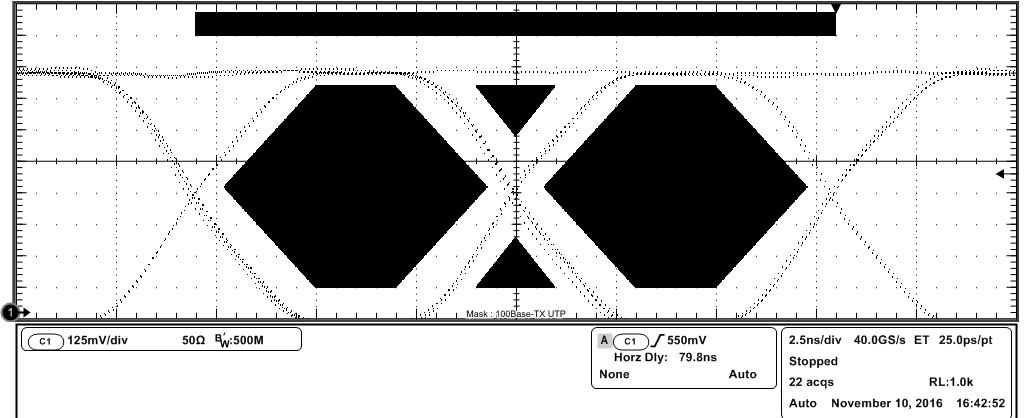 1
Mask : 100Base-TX UTP
C1 125mV/div 50Ω BW:500M
A C1 550mV
Horz Dly: 79.8ns
None Auto
2.5ns/div 40.0GS/s ET 25.0ps/pt
Stopped
22 acqs RL:1.0k
Auto November 10, 2016 16:42:52